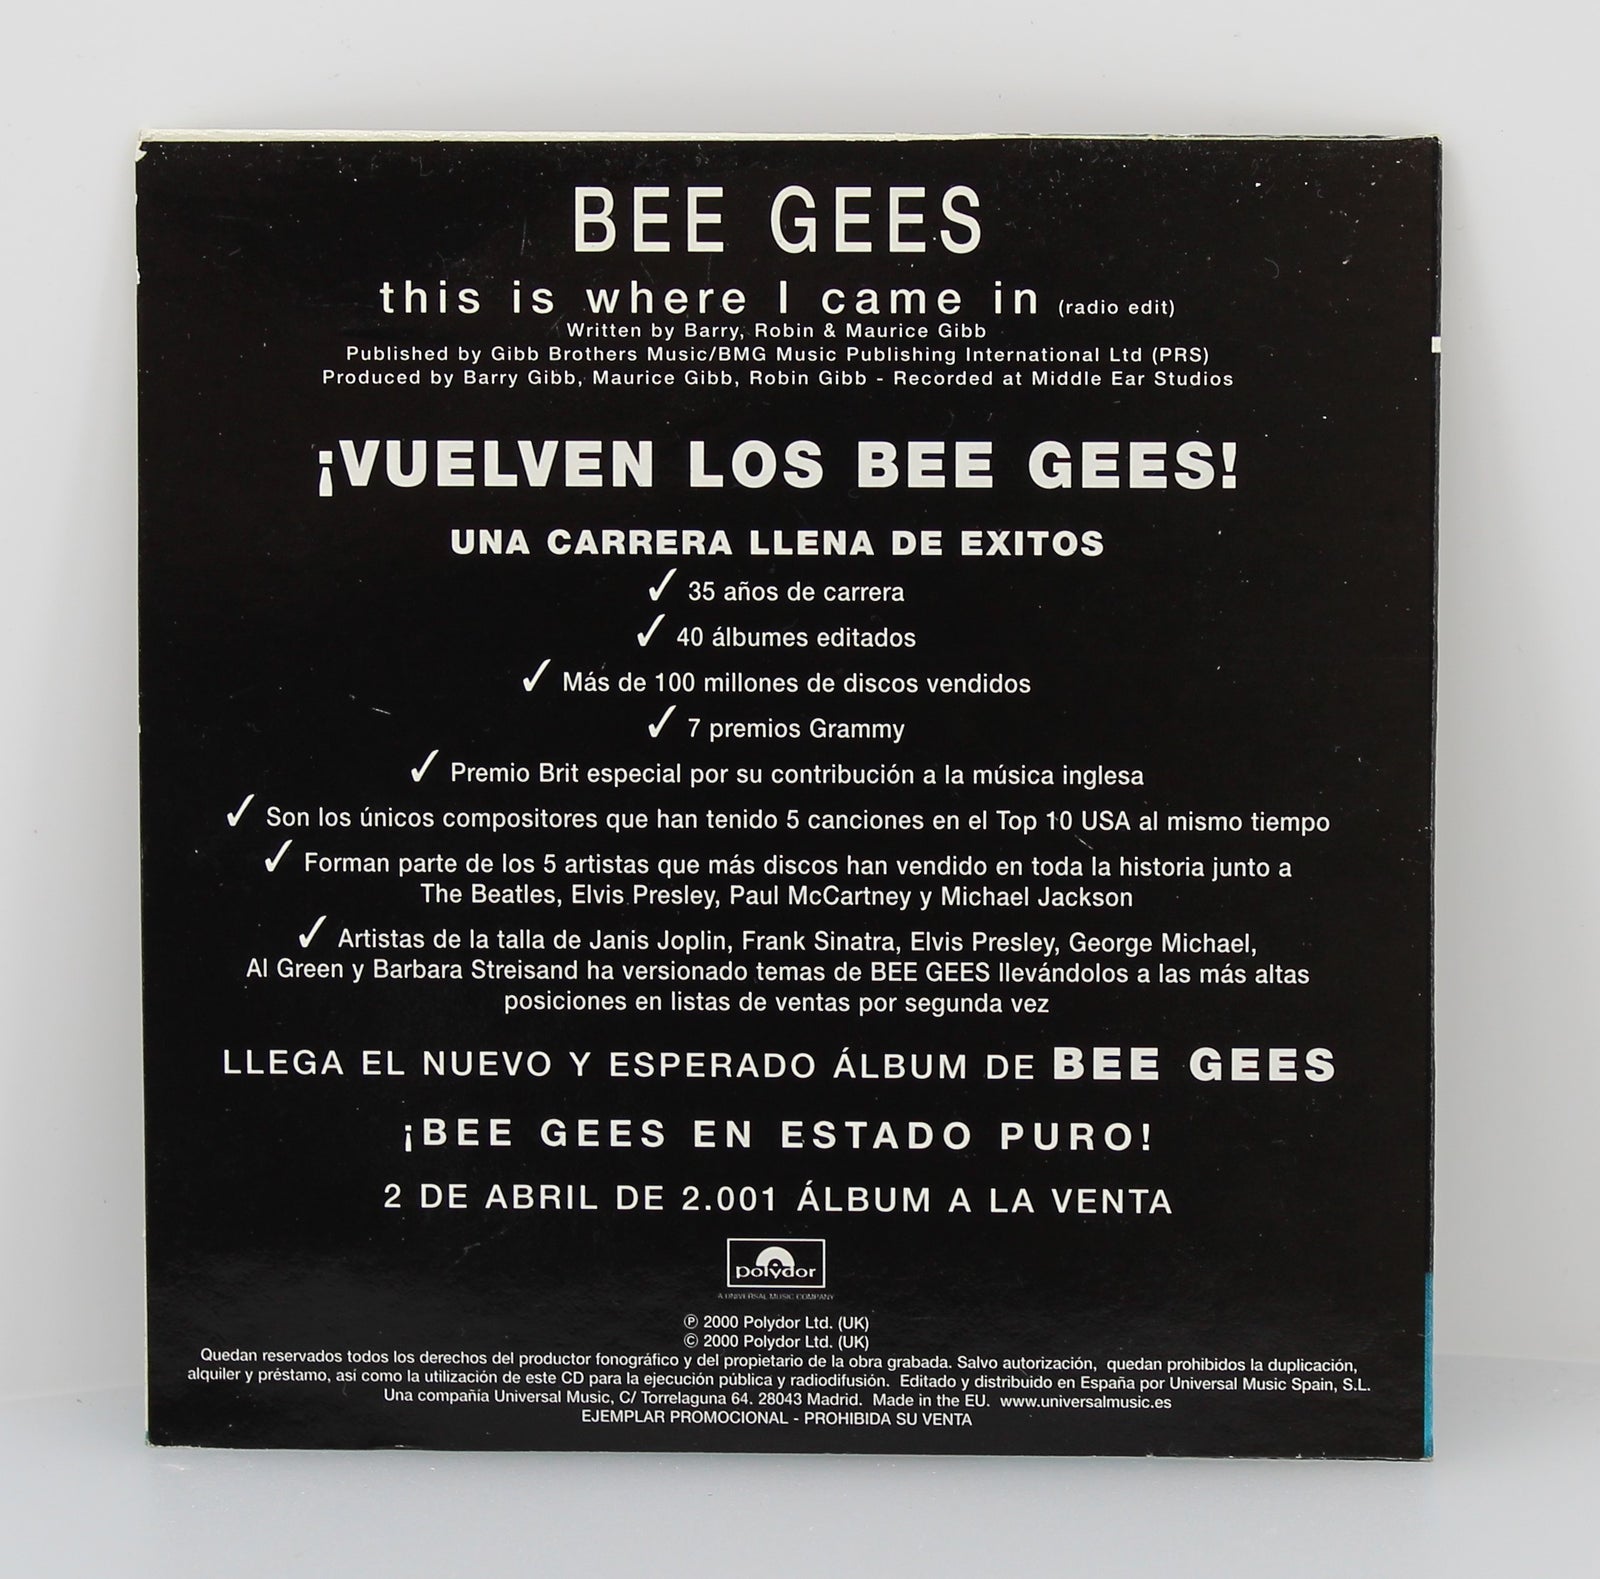 BEE GEES
this is where I came in (radio edit)
Written by Barry, Robin & Maurice Gibb
Published by Gibb Brothers Music/BMG Music Publishing International Ltd (PRS)
Produced by Barry Gibb, Maurice Gibb, Robin Gibb - Recorded at Middle Ear Studios
¡VUELVEN LOS BEE GEES!
UNA CARRERA LLENA DE EXITOS
✓ 35 años de carrera
✓ 40 álbumes editados
✓ Más de 100 millones de discos vendidos
✓ 7 premios Grammy
✓ Premio Brit especial por su contribución a la música inglesa
✓ Son los únicos compositores que han tenido 5 canciones en el Top 10 USA al mismo tiempo
✓ Forman parte de los 5 artistas que más discos han vendido en toda la historia junto a
The Beatles, Elvis Presley, Paul McCartney y Michael Jackson
✓ Artistas de la talla de Janis Joplin, Frank Sinatra, Elvis Presley, George Michael,
Al Green y Barbara Streisand ha versionado temas de BEE GEES llevándolos a las más altas
posiciones en listas de ventas por segunda vez
LLEGA EL NUEVO Y ESPERADO ÁLBUM DE BEE GEES
¡BEE GEES EN ESTADO PURO!
2 DE ABRIL DE 2.001 ÁLBUM A LA VENTA
polydor
A UNIVERSAL MUSIC COMPANY
℗ 2000 Polydor Ltd. (UK)
© 2000 Polydor Ltd. (UK)
Quedan reservados todos los derechos del productor fonográfico y del propietario de la obra grabada. Salvo autorización, quedan prohibidos la duplicación,
alquiler y préstamo, así como la utilización de este CD para la ejecución pública y radiodifusión. Editado y distribuido en España por Universal Music Spain, S.L.
Una compañía Universal Music, C/ Torrelaguna 64. 28043 Madrid. Made in the EU. www.universalmusic.es
EJEMPLAR PROMOCIONAL - PROHIBIDA SU VENTA